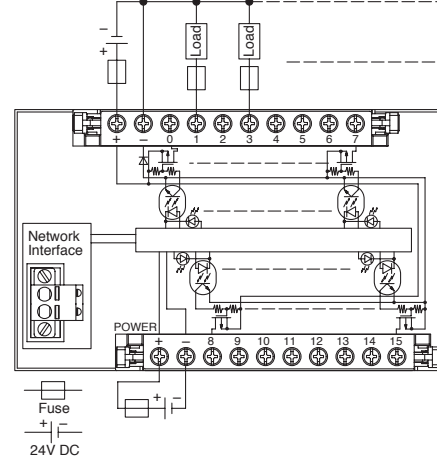 −
+
Load
Load
+ − 0 1 2 3 4 5 6 7
Network
Interface
POWER
+ − 8 9 10 11 12 13 14 15
Fuse
+ −
+ −
24V DC